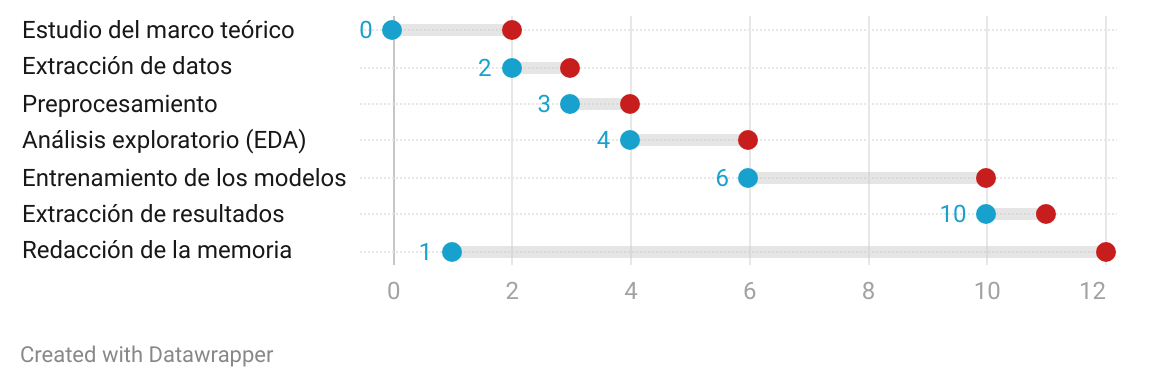 Estudio del marco teórico 0
Extracción de datos 2
Preprocesamiento 3
Análisis exploratorio (EDA) 4
Entrenamiento de los modelos 6
Extracción de resultados 10
Redacción de la memoria 1
0 2 4 6 8 10 12
Created with Datawrapper